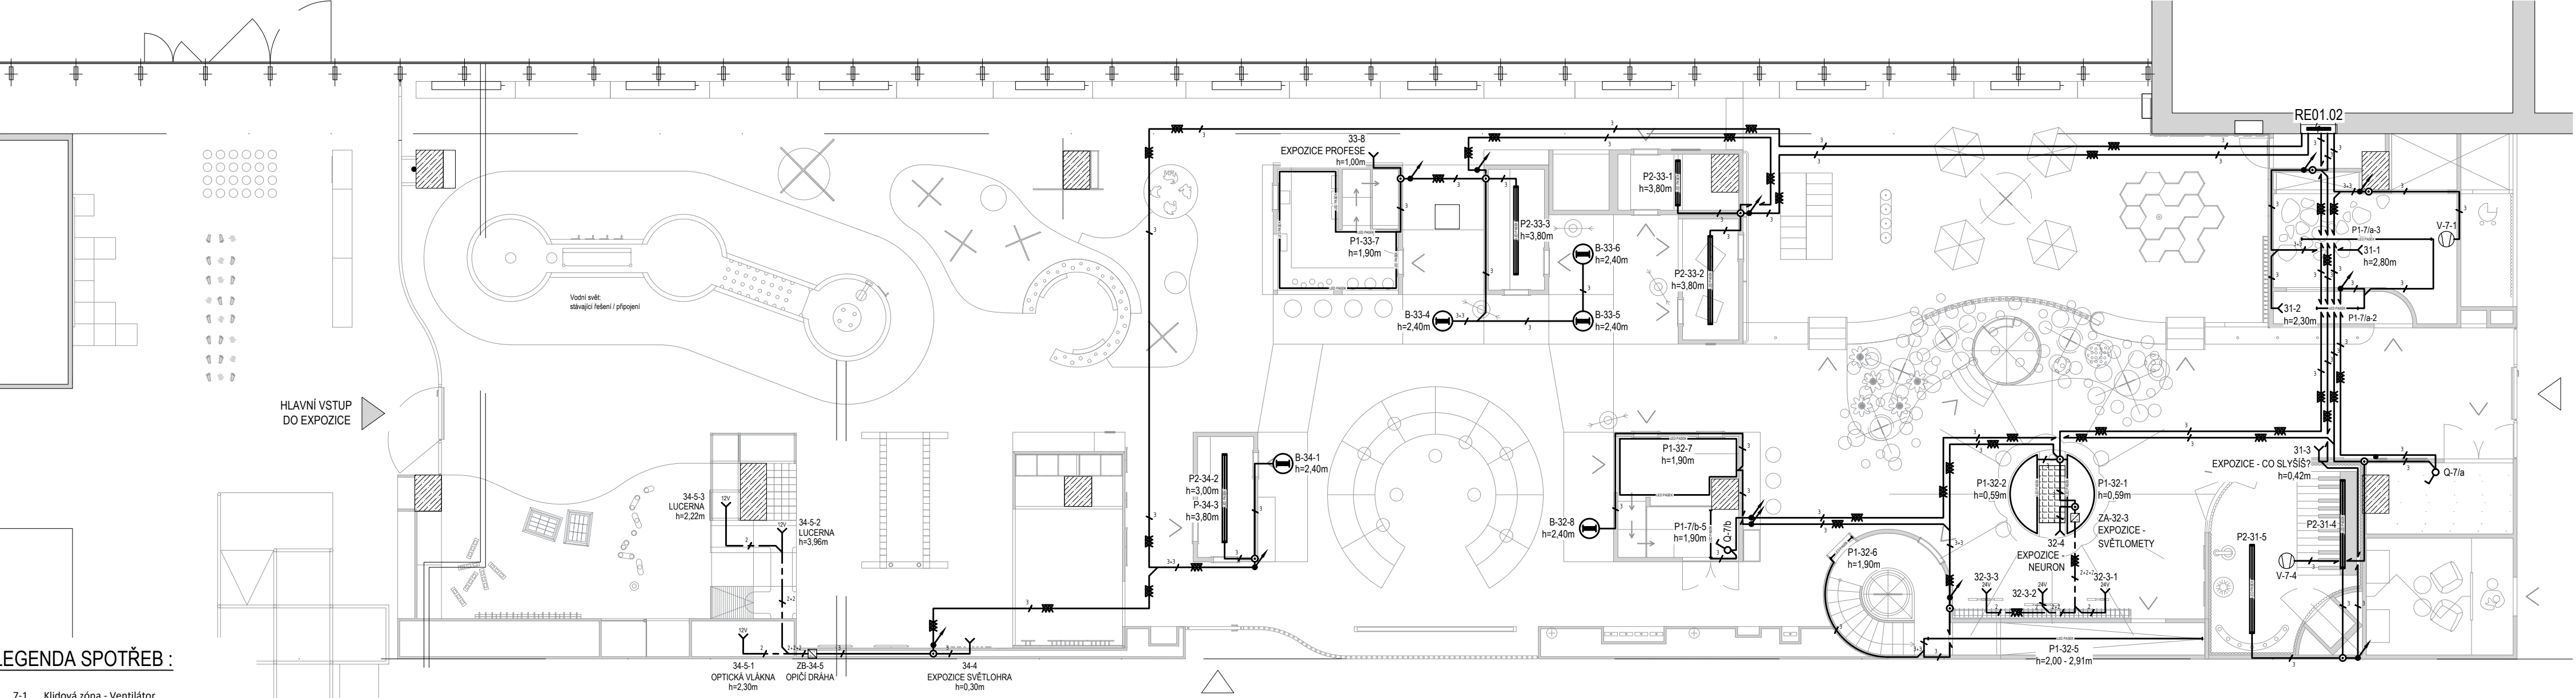 RE01.02
33-8
EXPOZICE PROFESE
h=1,00m
P2-33-1
h=3,80m
P2-33-3
h=3,80m
P1-33-7
h=1,90m
B-33-6
h=2,40m
P2-33-2
h=3,80m
B-33-4
h=2,40m
B-33-5
h=2,40m
V-7-1
P1-7/a-3
31-1
h=2,80m
31-2
h=2,30m
P1-7/a-2
Vodní svět:
stávající řešení / připojení
HLAVNÍ VSTUP
DO EXPOZICE
34-5-3
LUCERNA
h=2,22m
12V
34-5-2
LUCERNA
h=3,96m
12V
P2-34-2
h=3,00m
P-34-3
h=3,80m
B-34-1
h=2,40m
P1-32-7
h=1,90m
B-32-8
h=2,40m
P1-7/b-5
h=1,90m
Q-7/b
P1-32-2
h=0,59m
P1-32-1
h=0,59m
31-3
EXPOZICE - CO SLYŠÍŠ?
h=0,42m
Q-7/a
ZA-32-3
EXPOZICE -
SVĚTLOMETY
32-4
EXPOZICE -
NEURON
P2-31-4
P2-31-5
V-7-4
P1-32-6
h=1,90m
32-3-3
24V
32-3-2
24V
32-3-1
24V
P1-32-5
h=2,00 - 2,91m
12V
34-5-1
OPTICKÁ VLÁKNA
h=2,30m
ZB-34-5
OPIČÍ DRÁHA
34-4
EXPOZICE SVĚTLOHRA
h=0,30m
LEGENDA SPOTŘEB :
7-1 Klidová zóna - Ventilátor